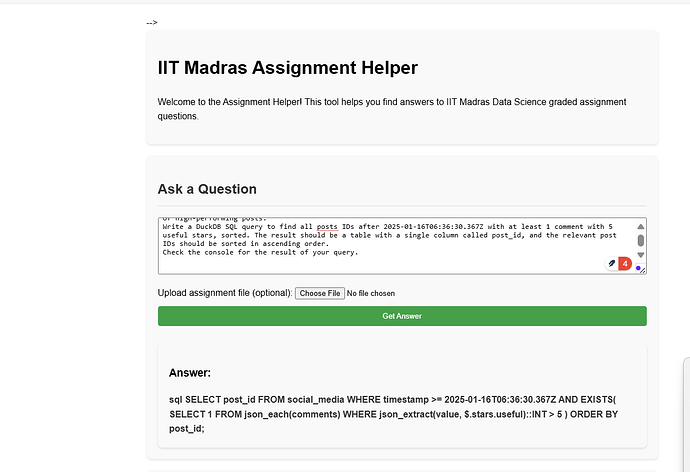 -->
IIT Madras Assignment Helper
Welcome to the Assignment Helper! This tool helps you find answers to IIT Madras Data Science graded assignment
questions.
Ask a Question
of high-performing posts.
Write a DuckDB SQL query to find all posts IDs after 2025-01-16T06:36:30.367Z with at least 1 comment with 5
useful stars, sorted. The result should be a table with a single column called post_id, and the relevant post
IDs should be sorted in ascending order.
Check the console for the result of your query.
4
Upload assignment file (optional): Choose File No file chosen
Get Answer
Answer:
sql SELECT post_id FROM social_media WHERE timestamp >= 2025-01-16T06:36:30.367Z AND EXISTS(
SELECT 1 FROM json_each(comments) WHERE json_extract(value, $.stars.useful)::INT > 5 ) ORDER BY
post_id;